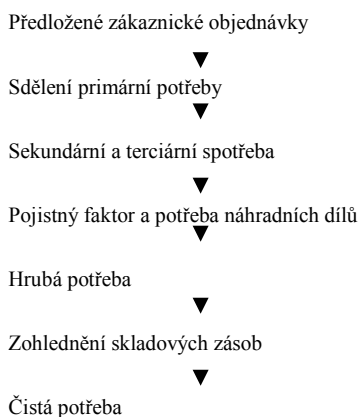 Předložené zákaznické objednávky
Sdělení primární potřeby
Sekundární a terciární spotřeba
Pojistný faktor a potřeba náhradních dílů
Hrubá potřeba
Zohlednění skladových zásob
Čistá potřeba